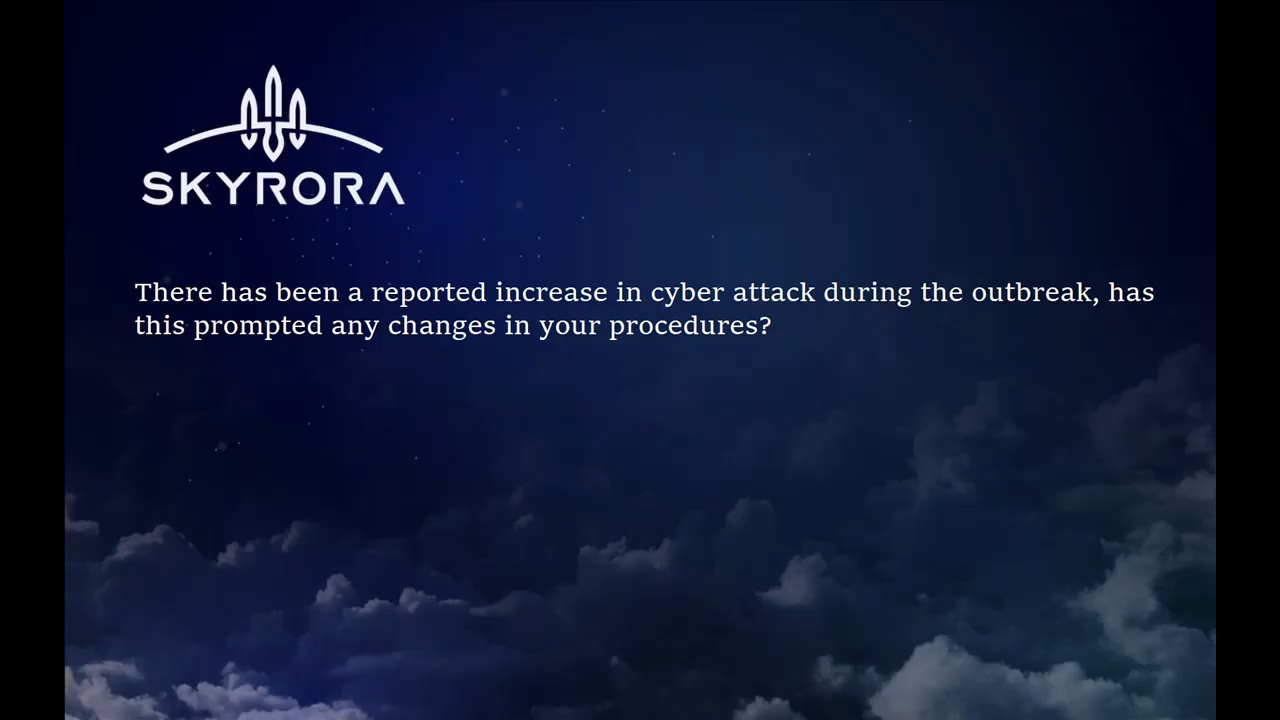 SKYRORA
There has been a reported increase in cyber attack during the outbreak, has
this prompted any changes in your procedures?